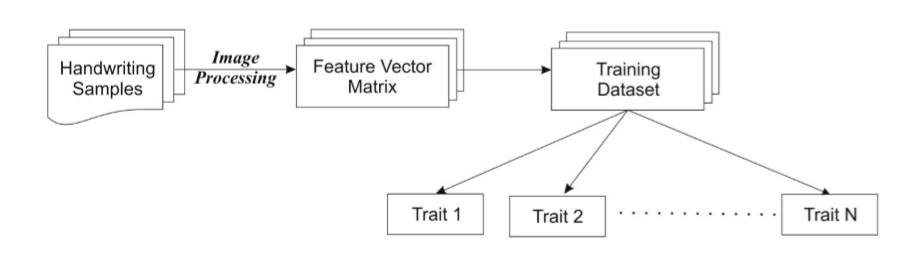 Handwriting
Samples
Image
Processing
Feature Vector
Matrix
Training
Dataset
Trait 1
Trait 2
Trait N